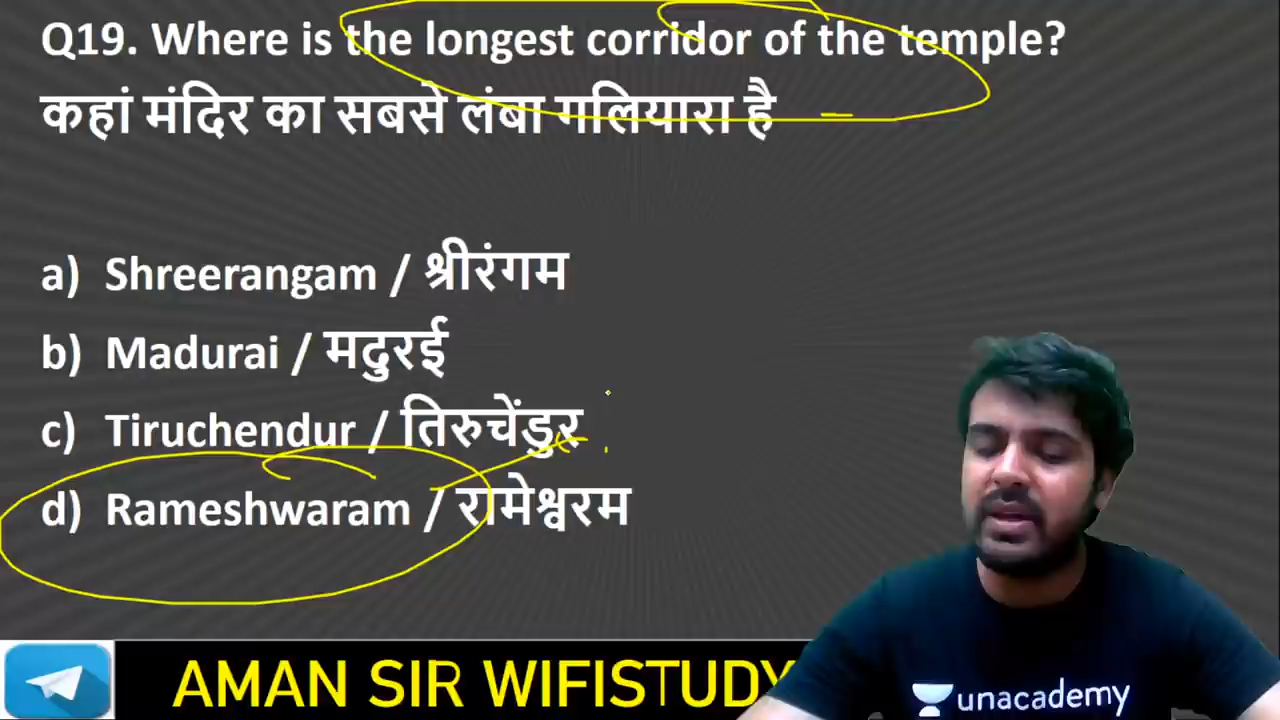 Q19. Where is the longest corridor of the temple?
कहां मंदिर का सबसे लंबा गलियारा है
a) Shreerangam / श्रीरंगम
b) Madurai / मदुरई
c) Tiruchendur / तिरुचेंडुर
d) Rameshwaram / रामेश्वरम
AMAN SIR WIFISTUDY
unacademy